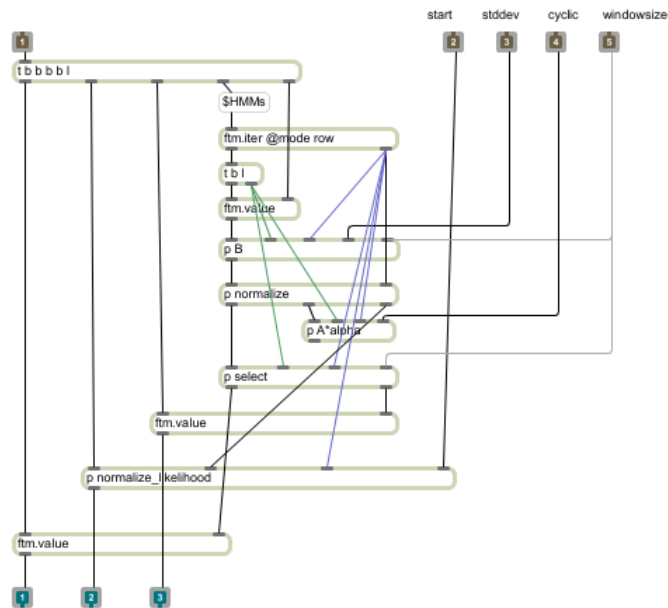 start stddev cyclic windowsize
1 2 3 4 5
t b b b b l
$HMMs
ftm.iter @mode row
t b l
ftm.value
p B
p normalize
p A*alpha
p select
ftm.value
p normalize_likelihood
ftm.value
1 2 3